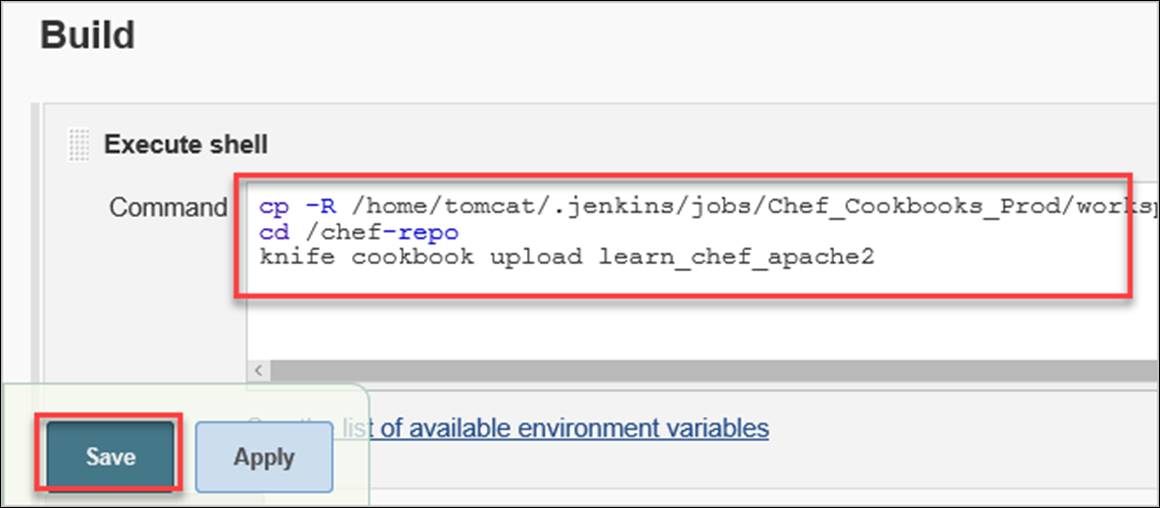 Build
Execute shell
Command
cp -R /home/tomcat/.jenkins/jobs/Chef_Cookbooks_Prod/worksp
cd /chef-repo
knife cookbook upload learn_chef_apache2
list of available environment variables
Save
Apply